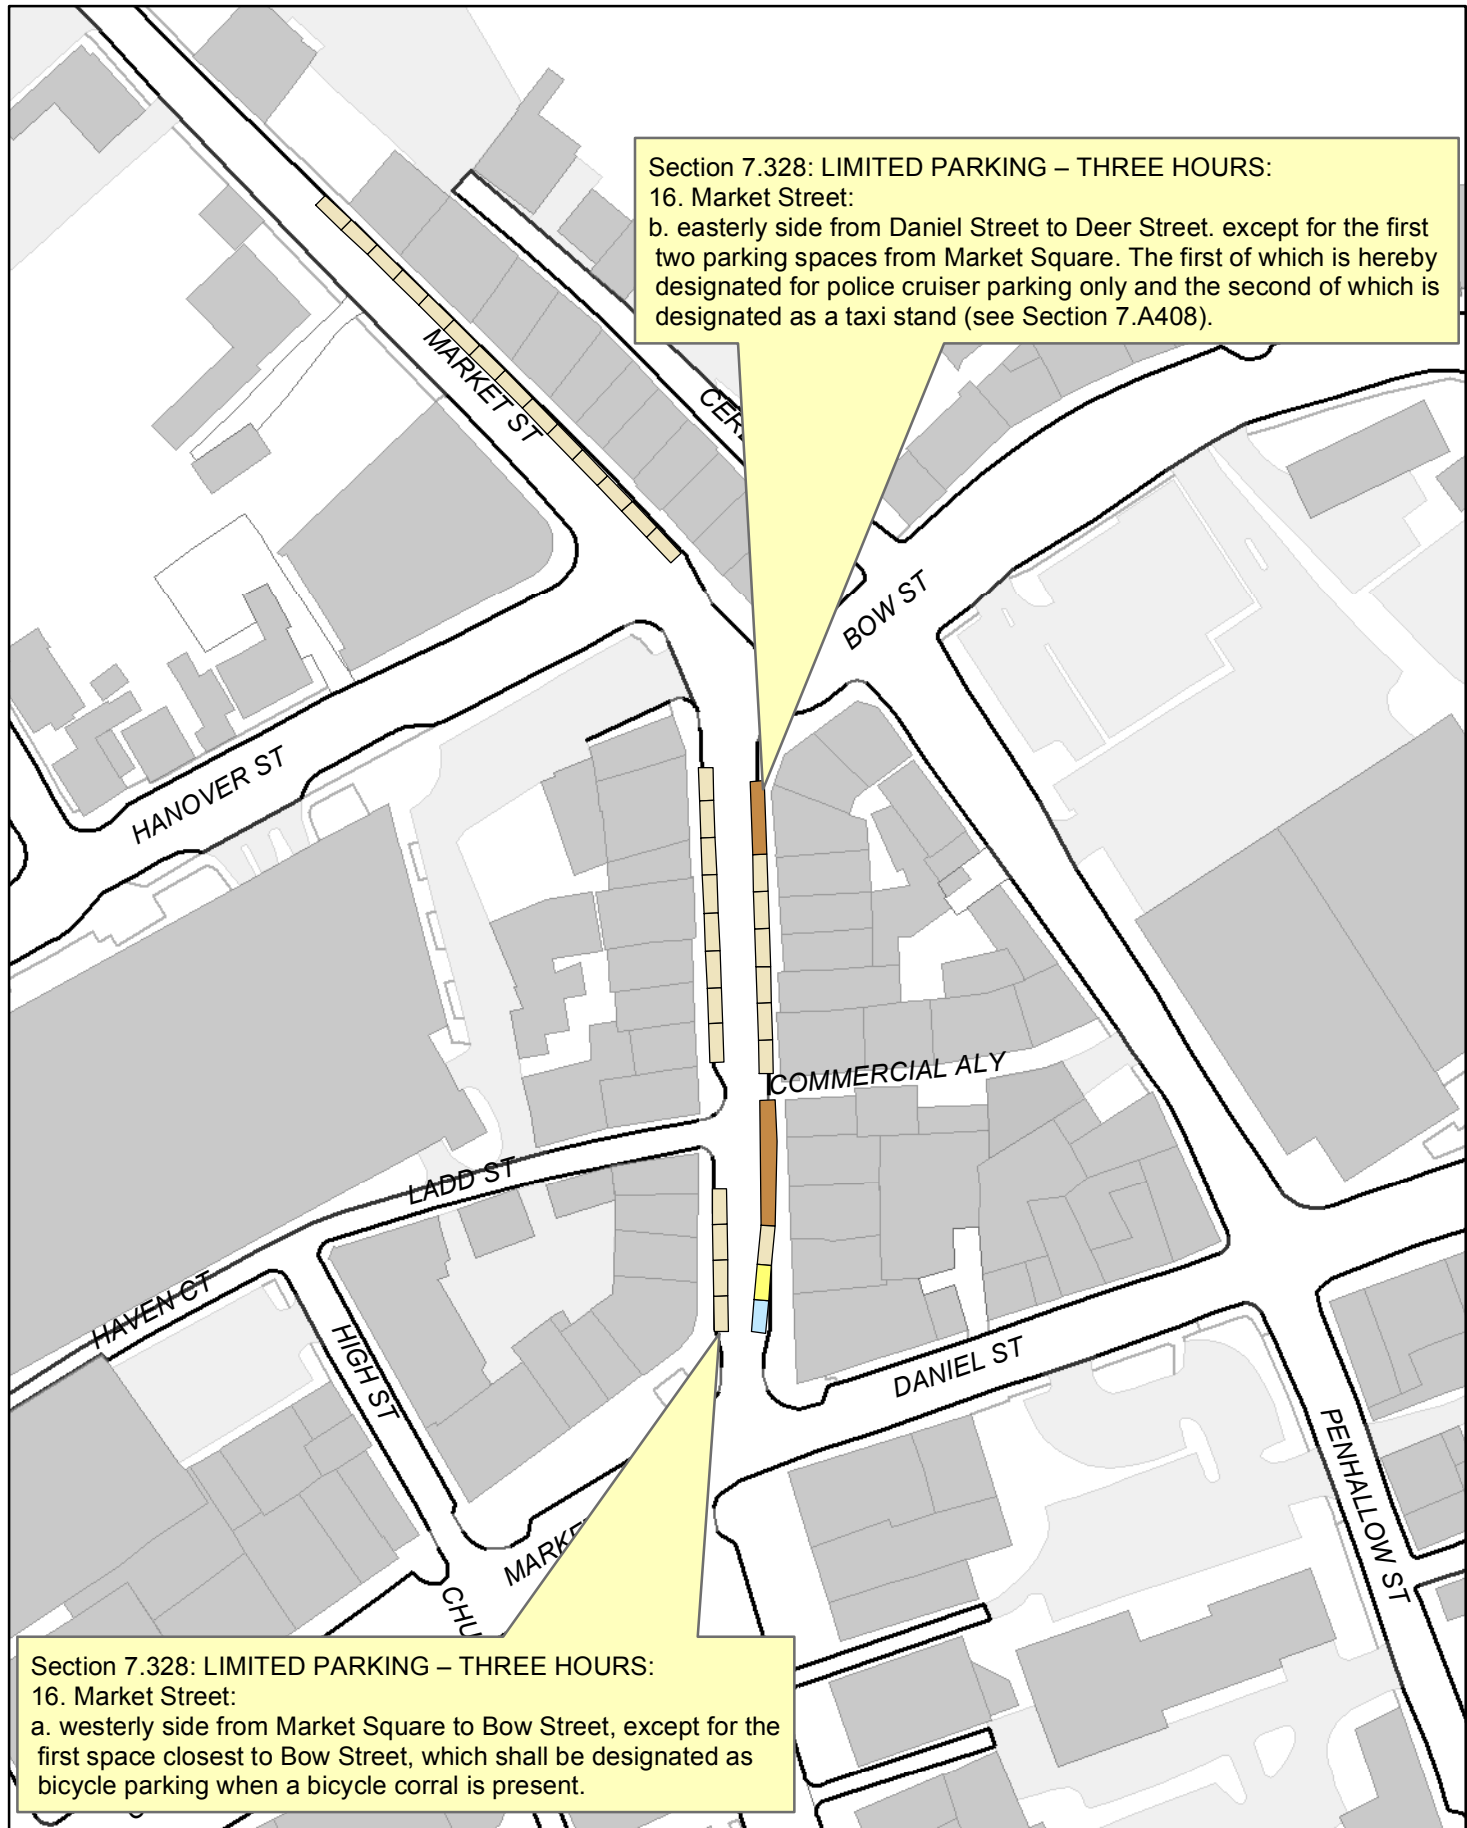 Section 7.328: LIMITED PARKING – THREE HOURS:
16. Market Street:
b. easterly side from Daniel Street to Deer Street. except for the first
two parking spaces from Market Square. The first of which is hereby
designated for police cruiser parking only and the second of which is
designated as a taxi stand (see Section 7.A408).
MARKET ST
BOW ST
HANOVER ST
COMMERCIAL ALY
LADD ST
HAVEN CT
HIGH ST
DANIEL ST
PENHALLOW ST
Section 7.328: LIMITED PARKING – THREE HOURS:
16. Market Street:
a. westerly side from Market Square to Bow Street, except for the
first space closest to Bow Street, which shall be designated as
bicycle parking when a bicycle corral is present.